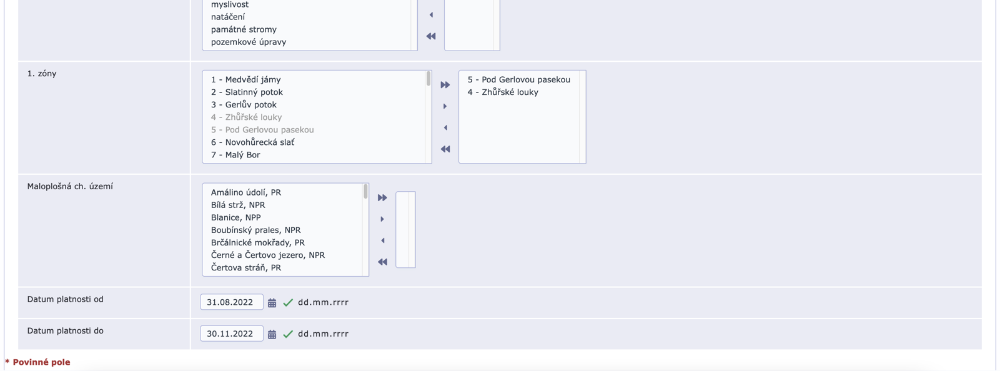 myslivost
natáčení
památné stromy
pozemkové úpravy
1. zóny
1 - Medvědí jámy
2 - Slatinný potok
3 - Gerlův potok
4 - Zhůřské louky
5 - Pod Gerlovou pasekou
6 - Novohůrecká slať
7 - Malý Bor
5 - Pod Gerlovou pasekou
4 - Zhůřské louky
Maloplošná ch. území
Amálino údolí, PR
Bílá strž, NPR
Blanice, NPP
Boubínský prales, NPR
Brčálnické mokřady, PR
Černé a Čertovo jezero, NPR
Čertova stráň, PR
Datum platnosti od
31.08.2022 dd.mm.rrrr
Datum platnosti do
30.11.2022 dd.mm.rrrr
* Povinné pole